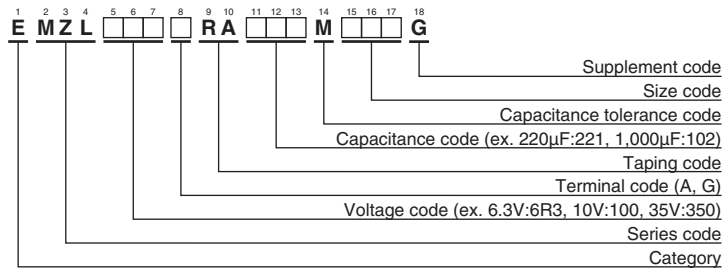 1 2 3 4 5 6 7 8 9 10 11 12 13 14 15 16 17 18
E MZL RA M G
Supplement code
Size code
Capacitance tolerance code
Capacitance code (ex. 220µF:221, 1,000µF:102)
Taping code
Terminal code (A, G)
Voltage code (ex. 6.3V:6R3, 10V:100, 35V:350)
Series code
Category